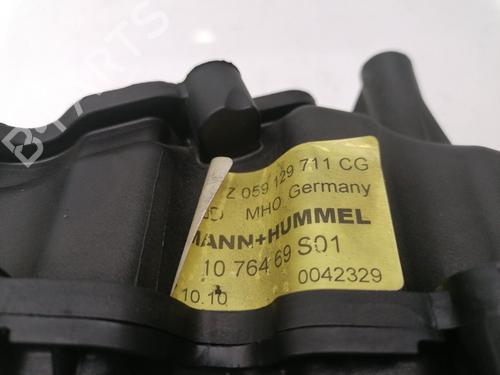 Z 059 129 711 CG
MHO Germany
MANN+HUMMEL
10 764 69 S01
10.10 0042329